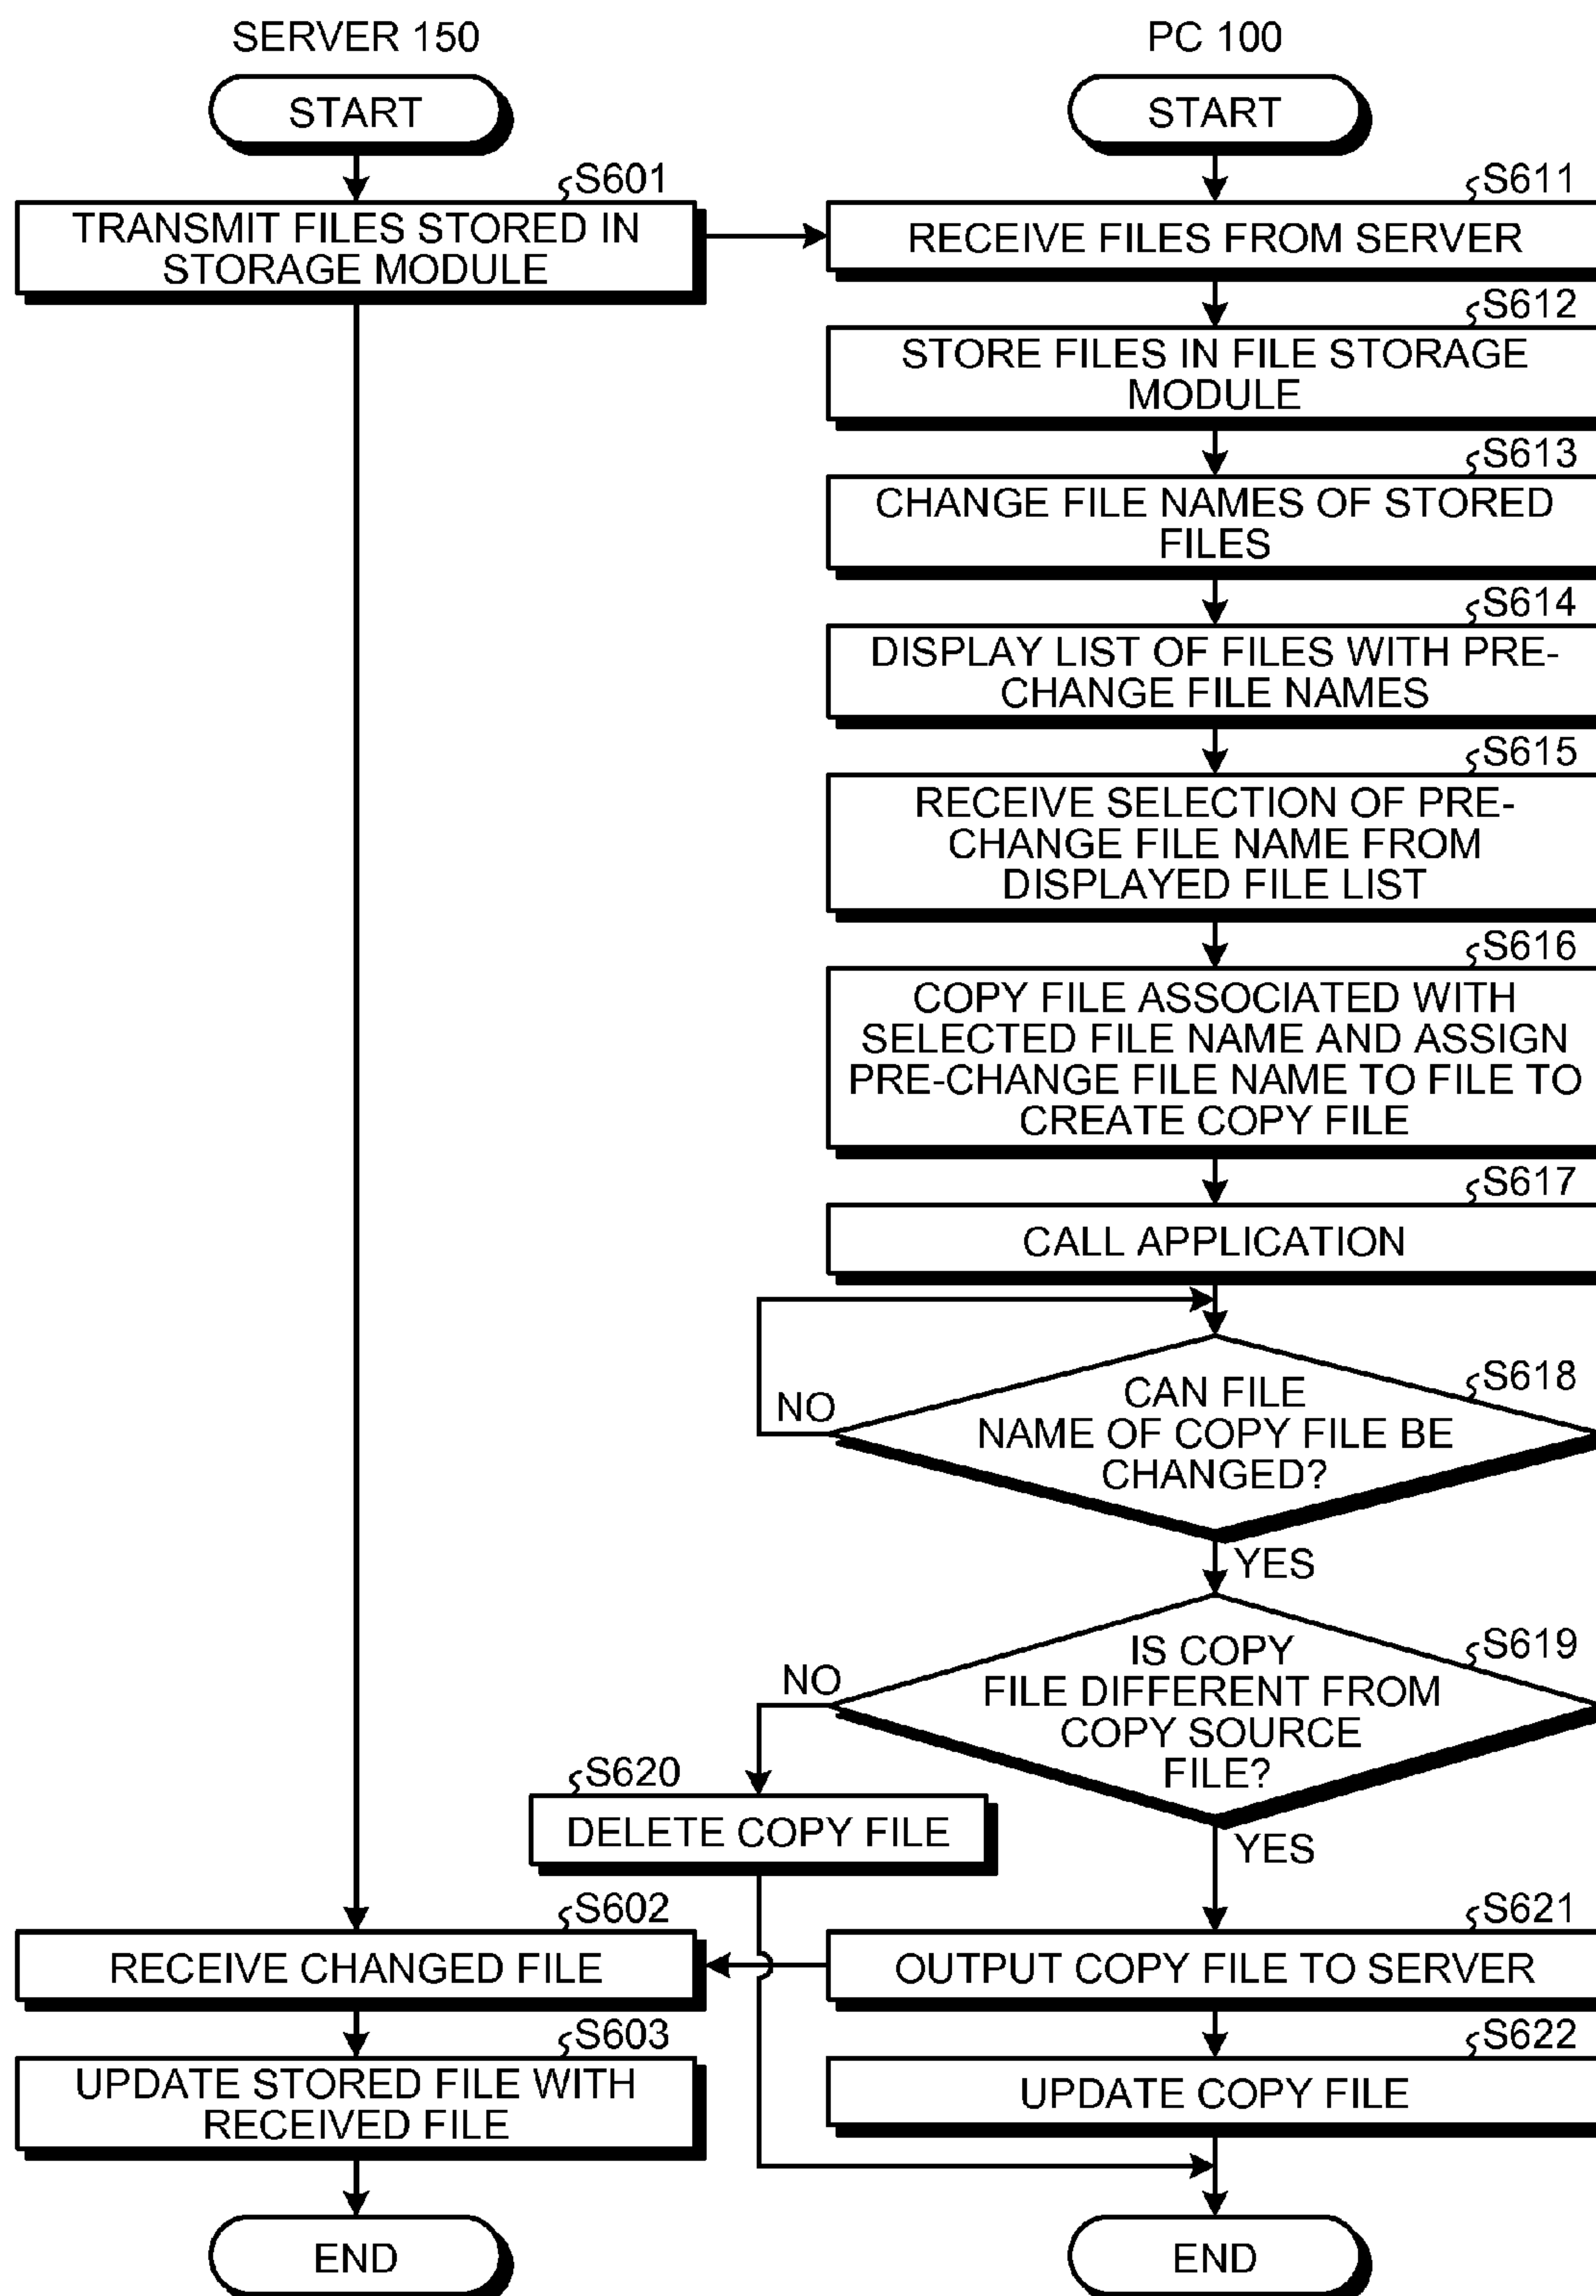 SERVER 150
START
S601
TRANSMIT FILES STORED IN
STORAGE MODULE
S602
RECEIVE CHANGED FILE
S603
UPDATE STORED FILE WITH
RECEIVED FILE
END
PC 100
START
S611
RECEIVE FILES FROM SERVER
S612
STORE FILES IN FILE STORAGE
MODULE
S613
CHANGE FILE NAMES OF STORED
FILES
S614
DISPLAY LIST OF FILES WITH PRE-
CHANGE FILE NAMES
S615
RECEIVE SELECTION OF PRE-
CHANGE FILE NAME FROM
DISPLAYED FILE LIST
S616
COPY FILE ASSOCIATED WITH
SELECTED FILE NAME AND ASSIGN
PRE-CHANGE FILE NAME TO FILE TO
CREATE COPY FILE
S617
CALL APPLICATION
S618
CAN FILE
NAME OF COPY FILE BE
CHANGED?
NO
YES
S619
IS COPY
FILE DIFFERENT FROM
COPY SOURCE
FILE?
NO
S620
DELETE COPY FILE
YES
S621
OUTPUT COPY FILE TO SERVER
S622
UPDATE COPY FILE
END